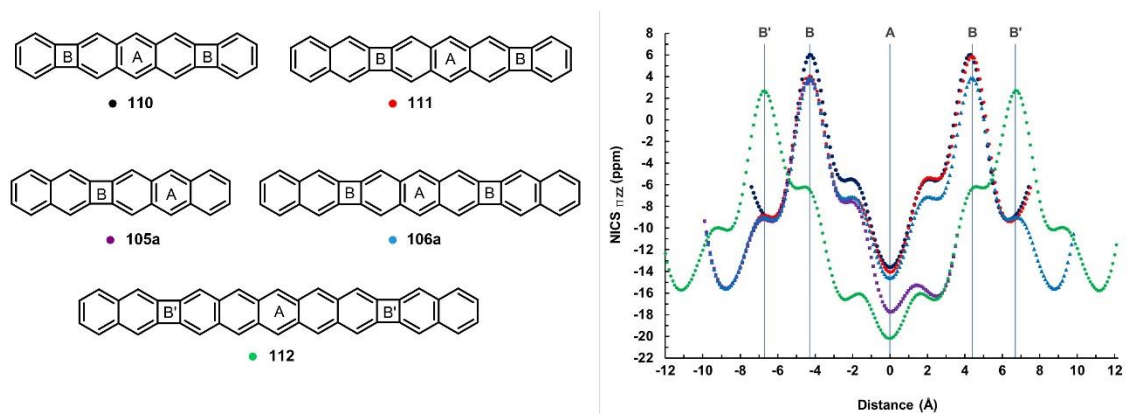 B A B
110
B A B
111
B A
105a
B A B
106a
B' A B'
112
B' B A B B'
8
6
4
2
0
-2
-4
-6
-8
-10
-12
-14
-16
-18
-20
-22
NICS π zz (ppm)
-12 -10 -8 -6 -4 -2 0 2 4 6 8 10 12
Distance (Å)